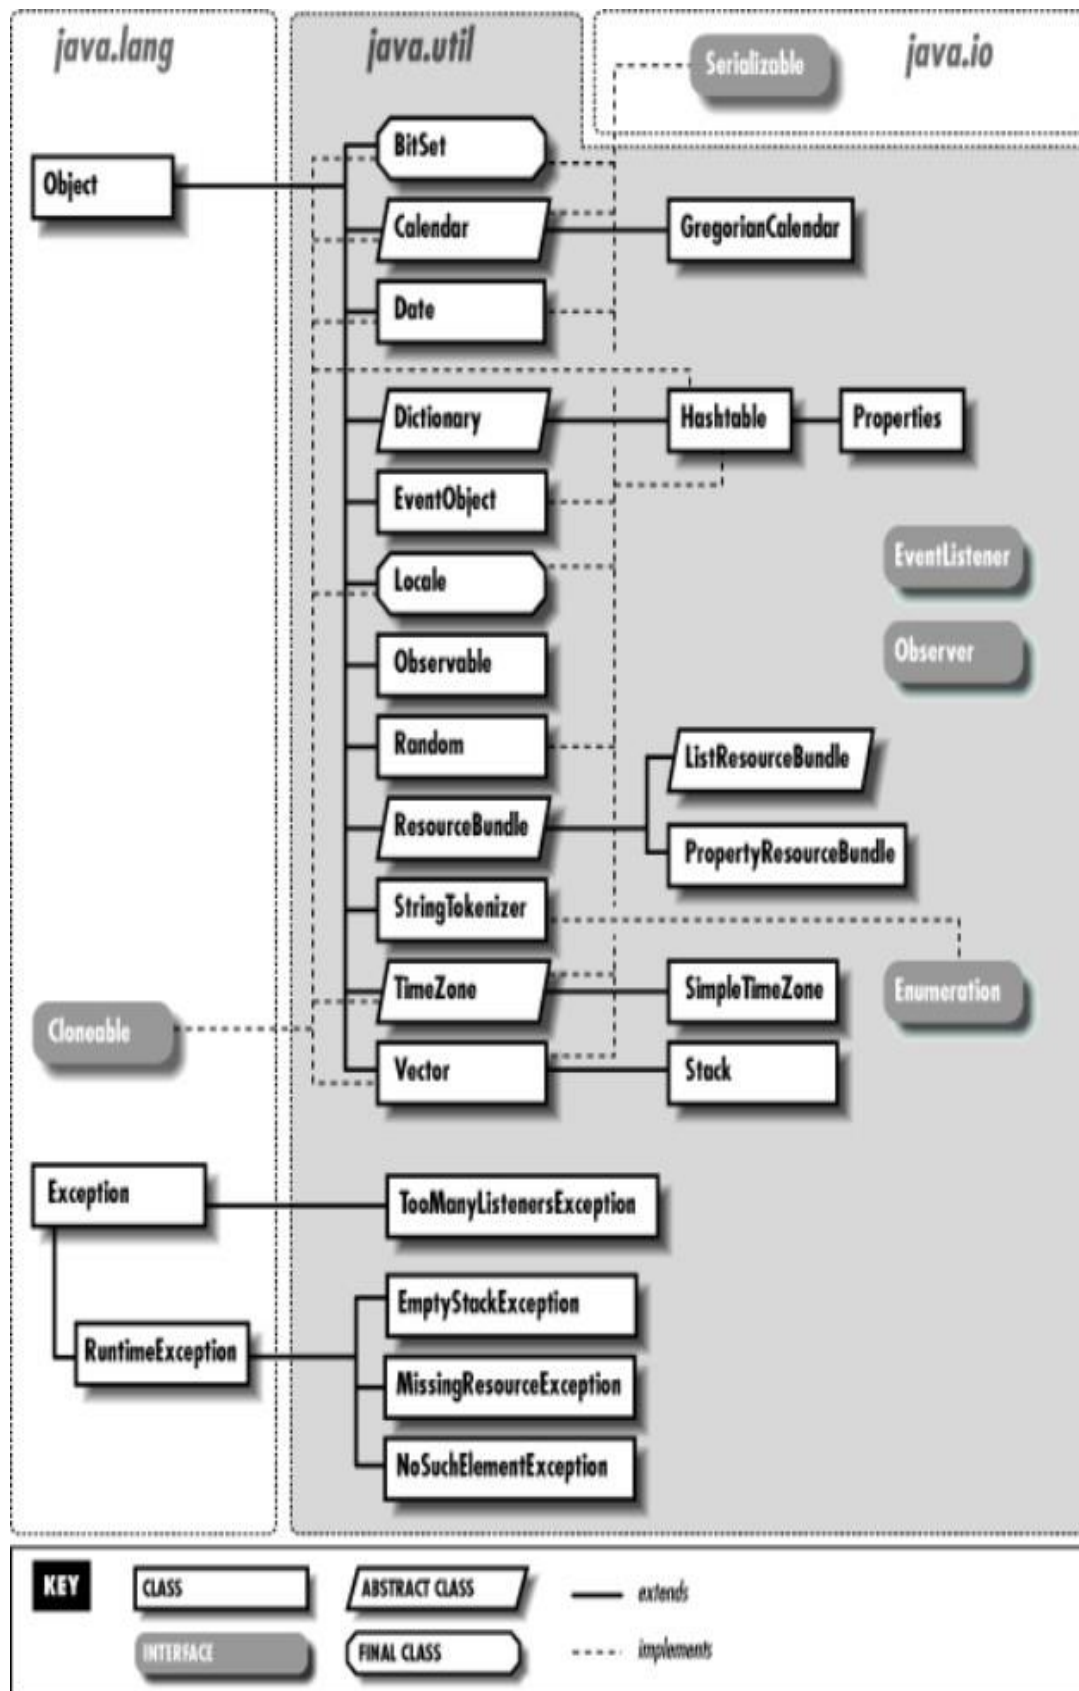 java.lang
java.util
java.io
Serializable
BitSet
Object
Calendar
GregorianCalendar
Date
Dictionary
Hashtable
Properties
EventObject
EventListener
Locale
Observer
Observable
Random
ListResourceBundle
ResourceBundle
PropertyResourceBundle
StringTokenizer
TimeZone
SimpleTimeZone
Enumeration
Cloneable
Vector
Stack
Exception
TooManyListenersException
EmptyStackException
RuntimeException
MissingResourceException
NoSuchElementException
KEY
CLASS
ABSTRACT CLASS
extends
INTERFACE
FINAL CLASS
implements